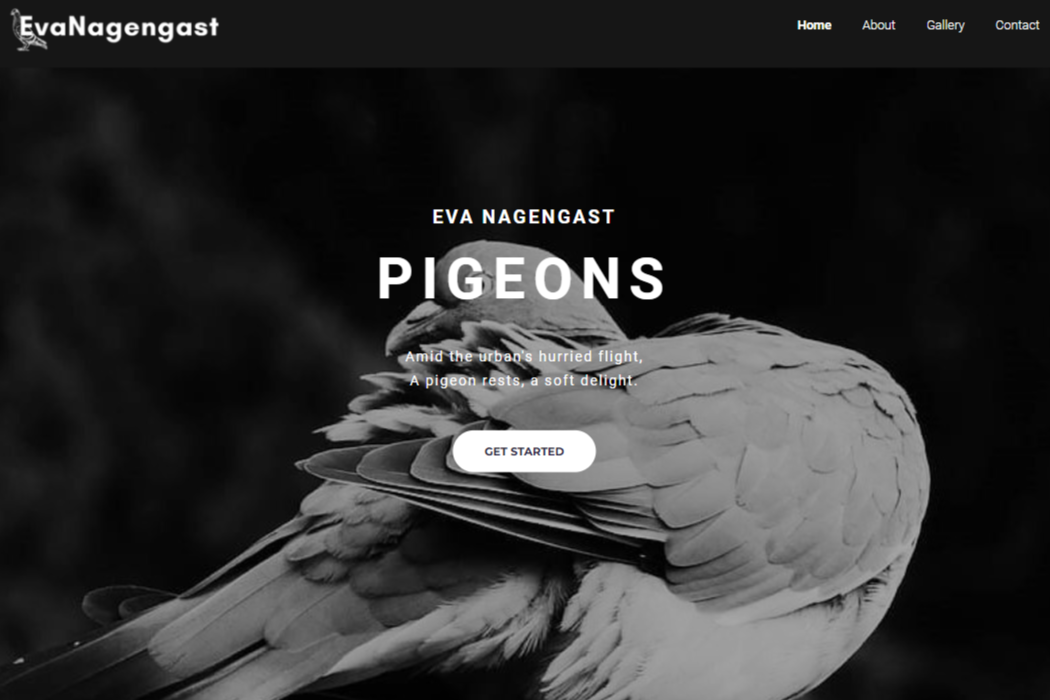 EvaNagengast
Home About Gallery Contact
EVA NAGENGAST
PIGEONS
Amid the urban's hurried flight,
A pigeon rests, a soft delight.
GET STARTED